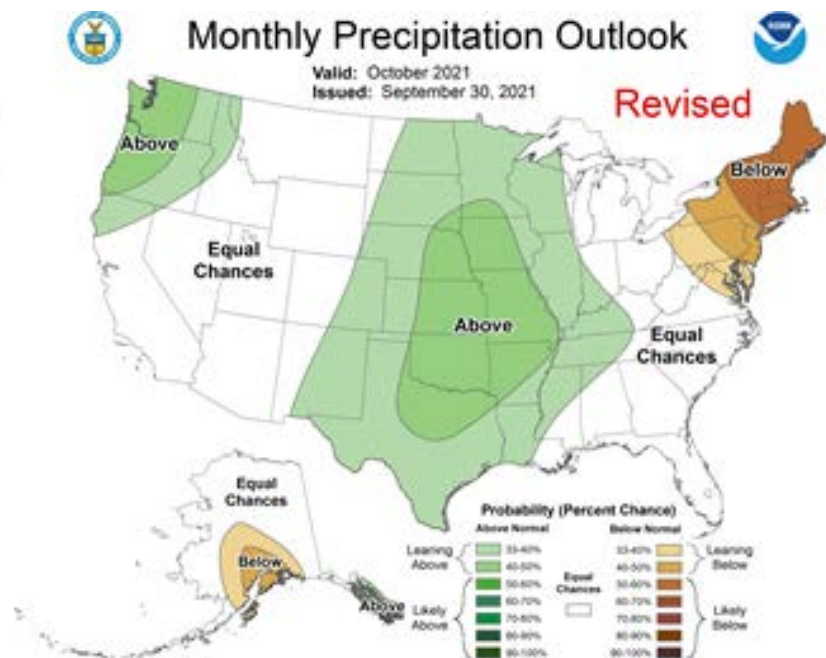 Monthly Precipitation Outlook
Valid: October 2021
Issued: September 30, 2021
Revised
Above
Below
Equal
Chances
Above
Equal
Chances
Equal
Chances
Below
Above
Probability (Percent Chance)
Above Normal
Below Normal
Leaning
Above
33-40%
40-50%
Likely
Above
50-60%
60-70%
70-80%
80-90%
90-100%
Equal
Chances
33-40%
40-50%
Leaning
Below
50-60%
60-70%
70-80%
80-90%
90-100%
Likely
Below